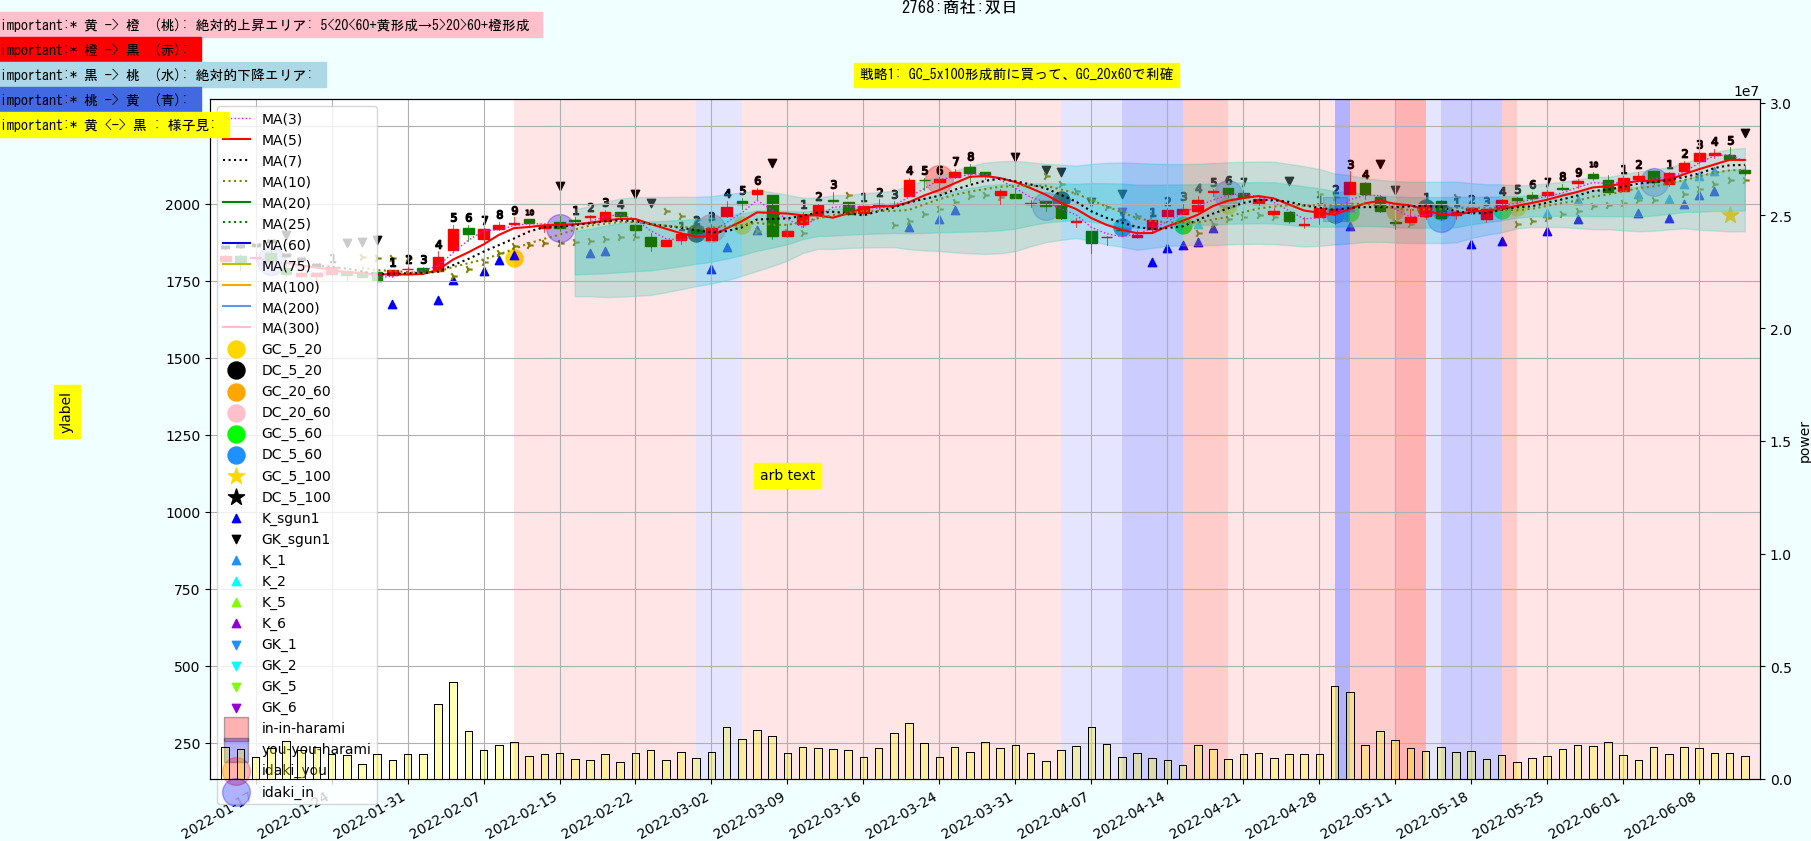 2768:商社:双日
important:* 黄 -> 橙 (桃): 絶対的上昇エリア: 5<20<60+黄形成→5>20>60+橙形成
important:* 橙 -> 黒 (赤):
important:* 黒 -> 桃 (水): 絶対的下降エリア:
戦略1: GC_5x100形成前に買って、GC_20x60で利確
important:* 桃 -> 黄 (青):
important:* 黄 <-> 黒 : 様子見:
1e7
MA(3)
MA(5)
MA(7)
MA(10)
MA(20)
MA(25)
MA(60)
MA(75)
MA(100)
MA(200)
MA(300)
GC_5_20
DC_5_20
GC_20_60
DC_20_60
GC_5_60
DC_5_60
GC_5_100
DC_5_100
K_sgun1
GK_sgun1
K_1
K_2
K_5
K_6
GK_1
GK_2
GK_5
GK_6
in-in-harami
you-you-harami
idaki_you
idaki_in
2000
1750
1500
1250
1000
750
500
250
ylabel
arb text
3.0
2.5
2.0
1.5
1.0
0.5
0.0
power
2022-01-17
2022-01-24
2022-01-31
2022-02-07
2022-02-15
2022-02-22
2022-03-02
2022-03-09
2022-03-16
2022-03-24
2022-03-31
2022-04-07
2022-04-14
2022-04-21
2022-04-28
2022-05-11
2022-05-18
2022-05-25
2022-06-01
2022-06-08